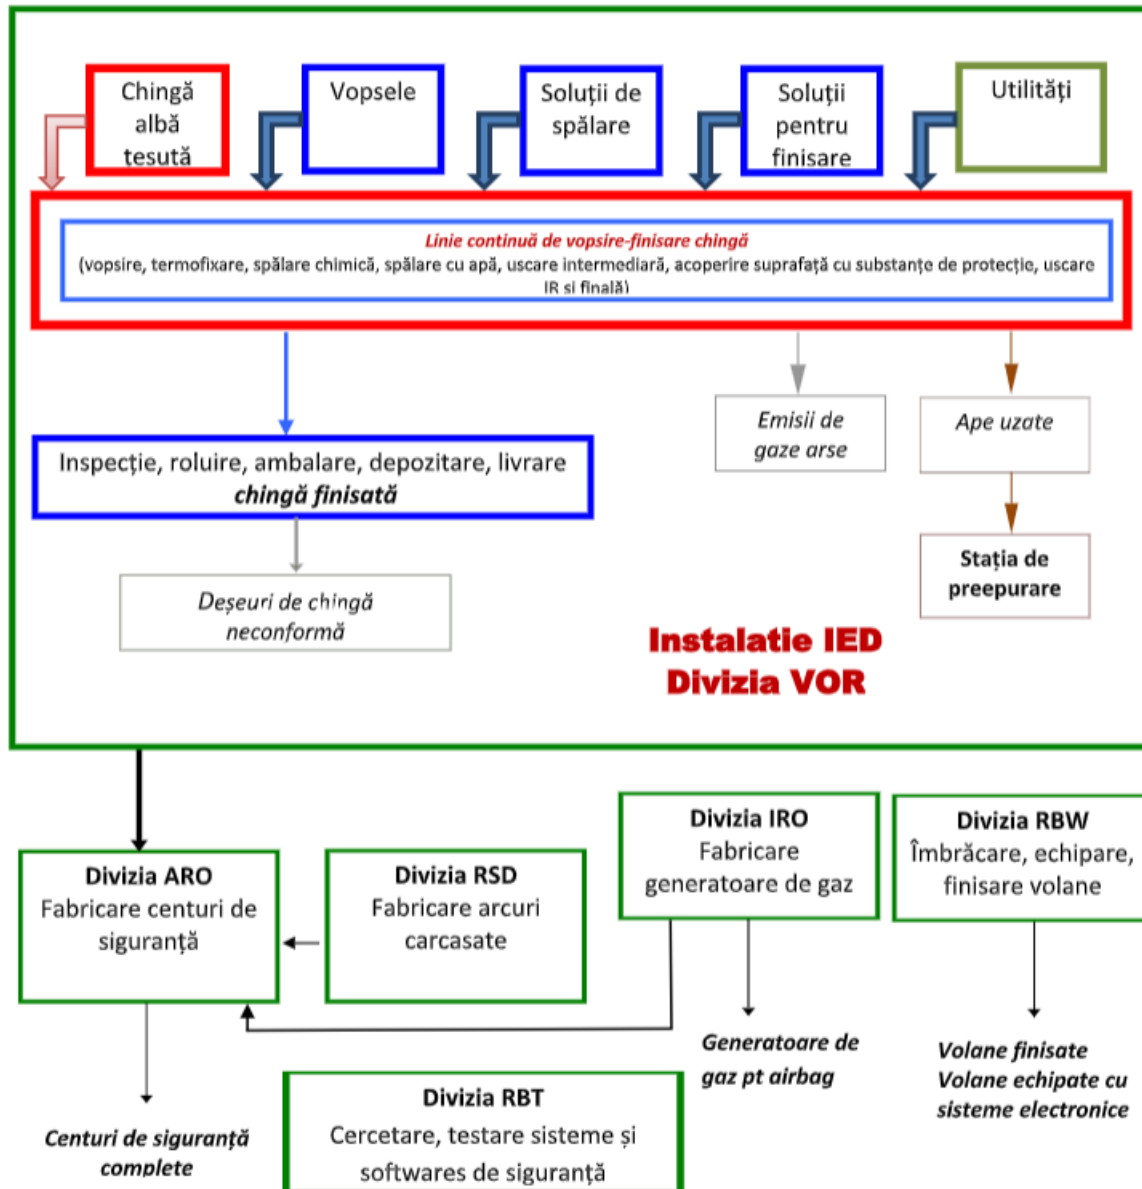 Chingă
albă
țesută
Vopsele
Soluții de
spălare
Soluții
pentru
finisare
Utilități
Linie continuă de vopsire-finisare chingă
(vopsire, termofixare, spălare chimică, spălare cu apă, uscare intermediară, acoperire suprafață cu substanțe de protecție, uscare
IR și finală)
Emisii de
gaze arse
Ape uzate
Inspecție, roluire, ambalare, depozitare, livrare
chingă finisată
Stația de
preepurare
Deșeuri de chingă
neconformă
Instalatie IED
Divizia VOR
Divizia ARO
Fabricare centuri de
siguranță
Divizia RSD
Fabricare arcuri
carcasate
Divizia IRO
Fabricare
generatoare de gaz
Divizia RBW
Îmbrăcare, echipare,
finisare volane
Generatoare de
gaz pt airbag
Volane finisate
Volane echipate cu
sisteme electronice
Centuri de siguranță
complete
Divizia RBT
Cercetare, testare sisteme și
softwares de siguranță